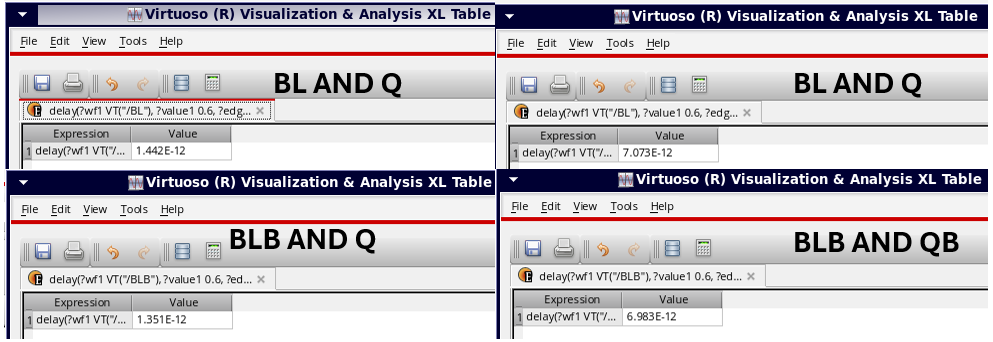 Virtuoso (R) Visualization & Analysis XL Table
File Edit View Tools Help
BL AND Q
delay(?wf1 VT("/BL"), ?value1 0.6, ?edg...
Expression Value
1 delay(?wf1 VT("/... 1.442E-12
Virtuoso (R) Visualization & Analysis XL Table
File Edit View Tools Help
BL AND Q
delay(?wf1 VT("/BL"), ?value1 0.6, ?edg...
Expression Value
1 delay(?wf1 VT("/... 7.073E-12
Virtuoso (R) Visualization & Analysis XL Table
File Edit View Tools Help
BLB AND Q
delay(?wf1 VT("/BLB"), ?value1 0.6, ?ed...
Expression Value
1 delay(?wf1 VT("/... 1.351E-12
Virtuoso (R) Visualization & Analysis XL Table
File Edit View Tools Help
BLB AND QB
delay(?wf1 VT("/BLB"), ?value1 0.6, ?ed...
Expression Value
1 delay(?wf1 VT("/... 6.983E-12